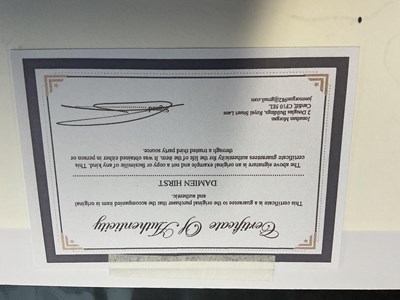 Certificate Of Authenticity
This certificate is a guarantee to the original purchaser that the accompanying item is original
and authentic.
DAMIEN HIRST
The signature above is an original example and not a copy or facsimile of any kind. This
certificate guarantees authenticity for the life of the item. It was either obtained in person or
through a trusted third party source.
Signed
Jonathan Morgan
2 Douglas Buildings, Royal Stuart Lane
Cardiff, CF10 5EL